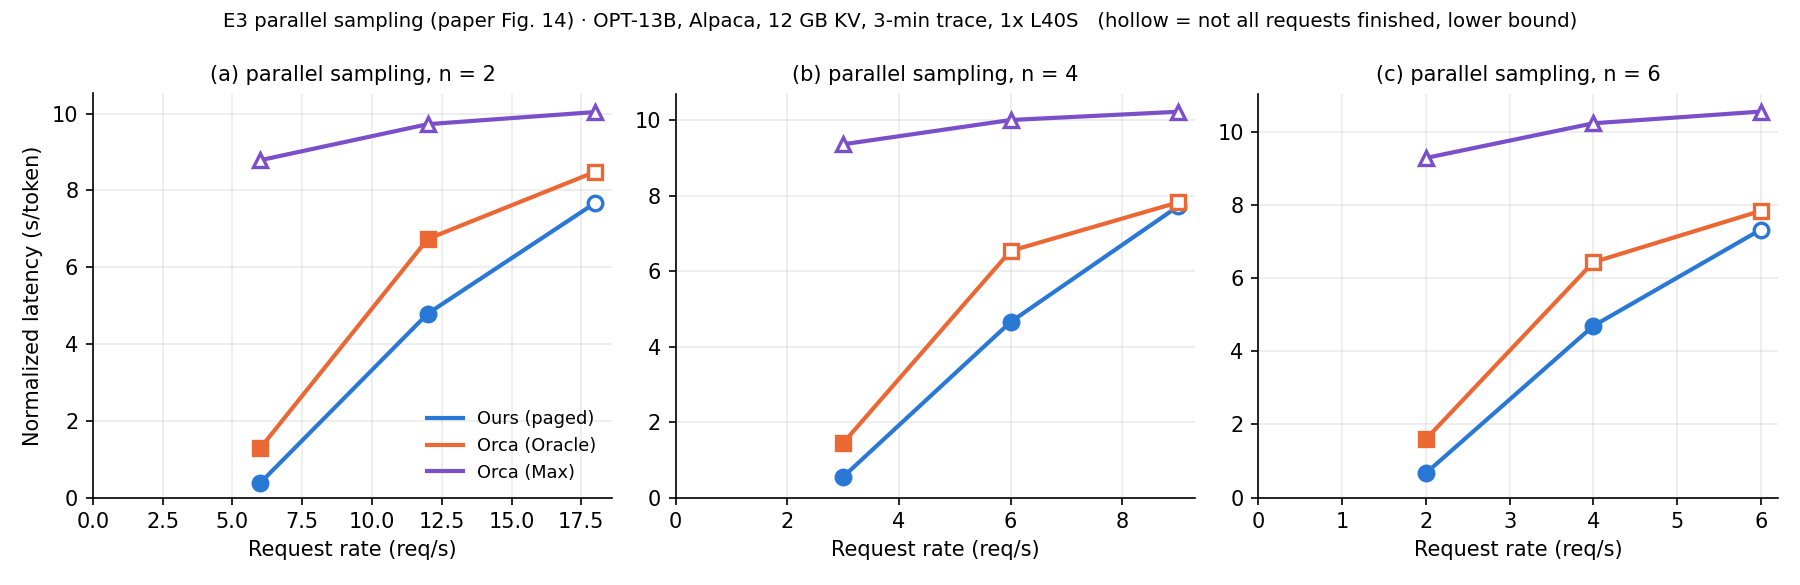 E3 parallel sampling (paper Fig. 14) · OPT-13B, Alpaca, 12 GB KV, 3-min trace, 1x L40S   (hollow = not all requests finished, lower bound)
(a) parallel sampling, n = 2
Normalized latency (s/token)
10
8
6
4
2
0
0.0 2.5 5.0 7.5 10.0 12.5 15.0 17.5
Request rate (req/s)
Ours (paged)
Orca (Oracle)
Orca (Max)
(b) parallel sampling, n = 4
10
8
6
4
2
0
0 2 4 6 8
Request rate (req/s)
(c) parallel sampling, n = 6
10
8
6
4
2
0
0 1 2 3 4 5 6
Request rate (req/s)